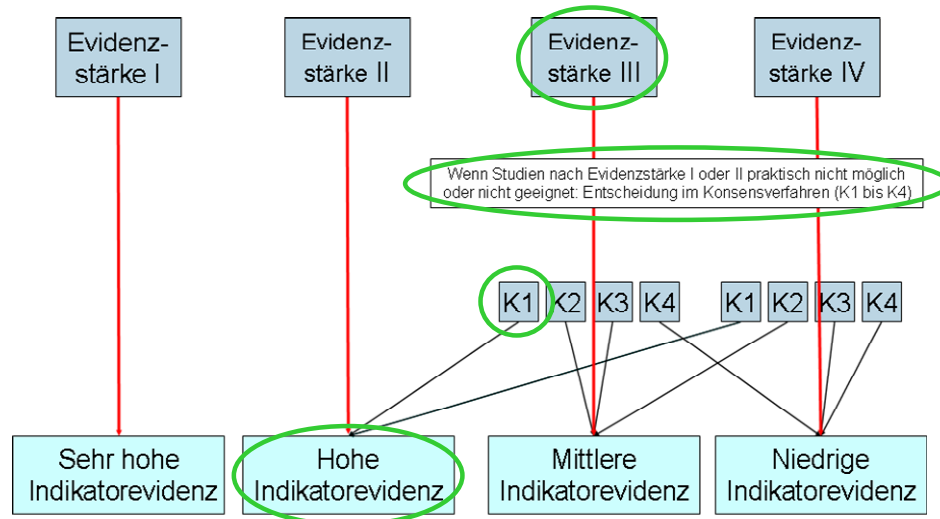 Evidenz-
stärke I
Evidenz-
stärke II
Evidenz-
stärke III
Evidenz-
stärke IV
Wenn Studien nach Evidenzstärke I oder II praktisch nicht möglich
oder nicht geeignet: Entscheidung im Konsensverfahren (K1 bis K4)
K1 K2 K3 K4 K1 K2 K3 K4
Sehr hohe
Indikatorevidenz
Hohe
Indikatorevidenz
Mittlere
Indikatorevidenz
Niedrige
Indikatorevidenz